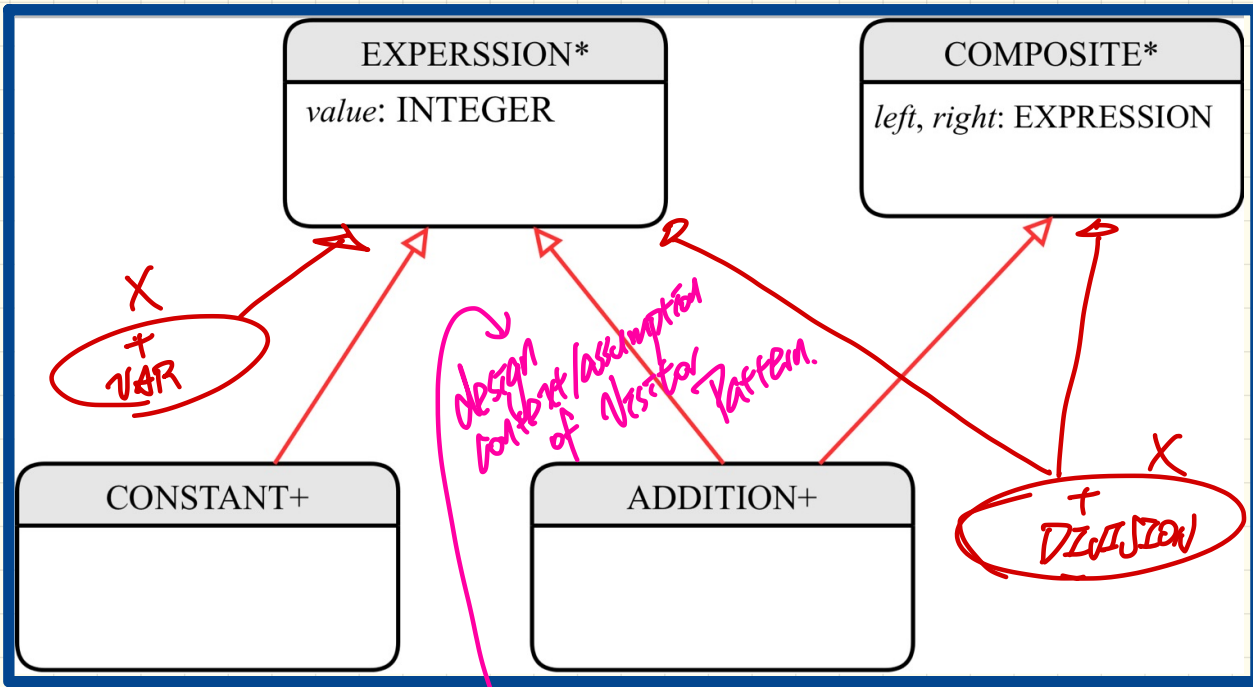 EXPERSSION*
value: INTEGER
COMPOSITE*
left, right: EXPRESSION
X
+
VAR
design
context/assumption
of Visitor
Pattern.
CONSTANT+
ADDITION+
X
+
DIVISION